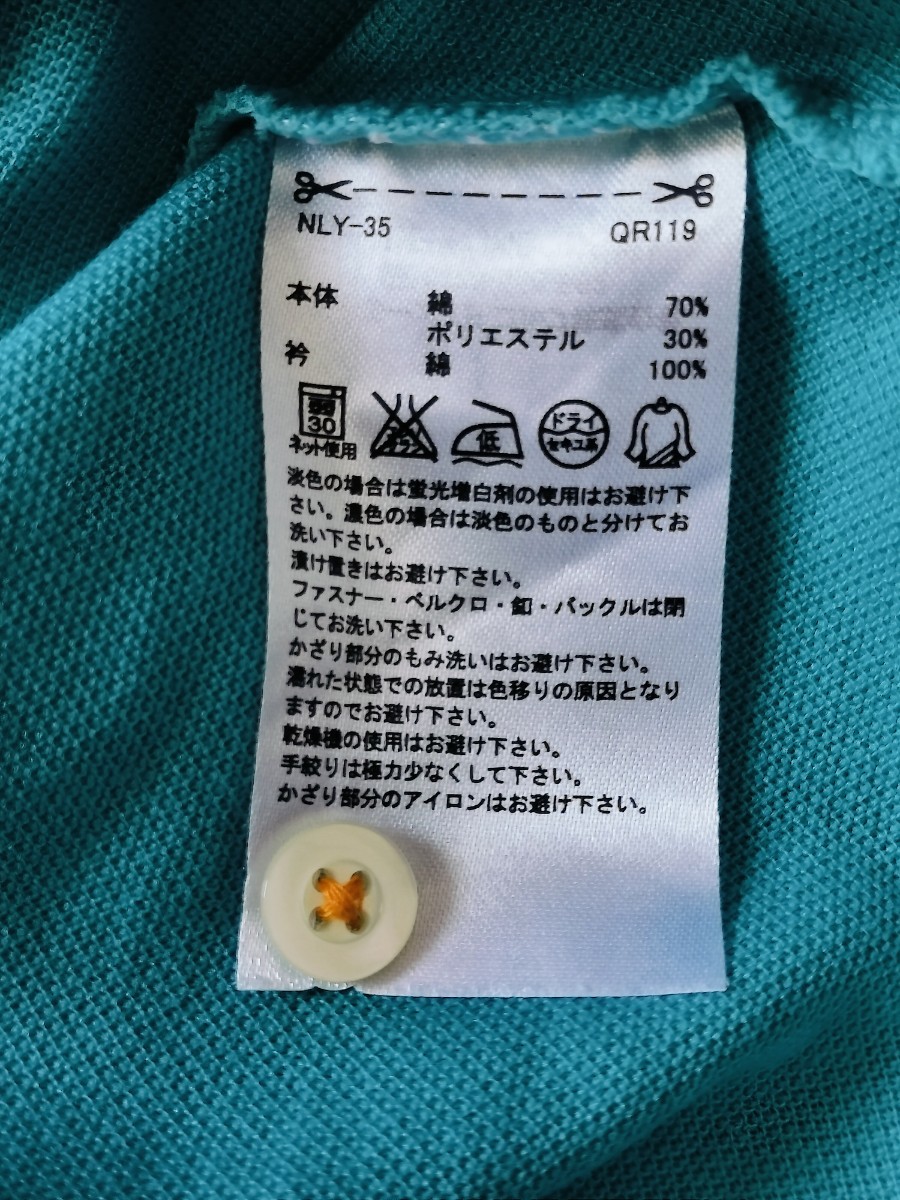 NLY-35 QR119
本体 綿 70%
ポリエステル 30%
衿 綿 100%
弱
30
ネット使用
エンソ
サラシ
低
ドライ
セキユ系
淡色の場合は蛍光増白剤の使用はお避け下
さい。濃色の場合は淡色のものと分けてお
洗い下さい。
漬け置きはお避け下さい。
ファスナー・ベルクロ・釦・バックルは閉
じてお洗い下さい。
かざり部分のもみ洗いはお避け下さい。
濡れた状態での放置は色移りの原因となり
ますのでお避け下さい。
乾燥機の使用はお避け下さい。
手絞りは極力少なくして下さい。
かざり部分のアイロンはお避け下さい。